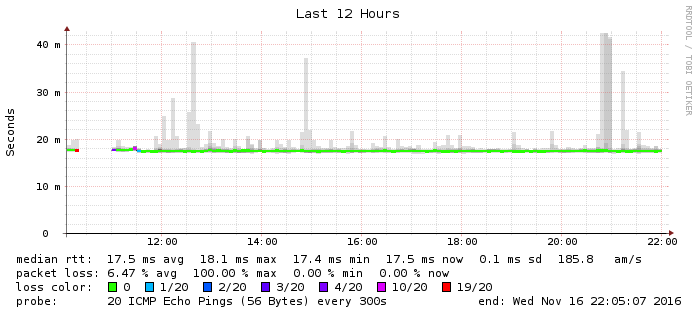 Last 12 Hours
RRDTOOL / TOBI OETIKER
Seconds
40 m
30 m
20 m
10 m
0
12:00 14:00 16:00 18:00 20:00 22:00
median rtt: 17.5 ms avg 18.1 ms max 17.4 ms min 17.5 ms now 0.1 ms sd 185.8 am/s
packet loss: 6.47 % avg 100.00 % max 0.00 % min 0.00 % now
loss color: 0 1/20 2/20 3/20 4/20 10/20 19/20
probe: 20 ICMP Echo Pings (56 Bytes) every 300s end: Wed Nov 16 22:05:07 2016